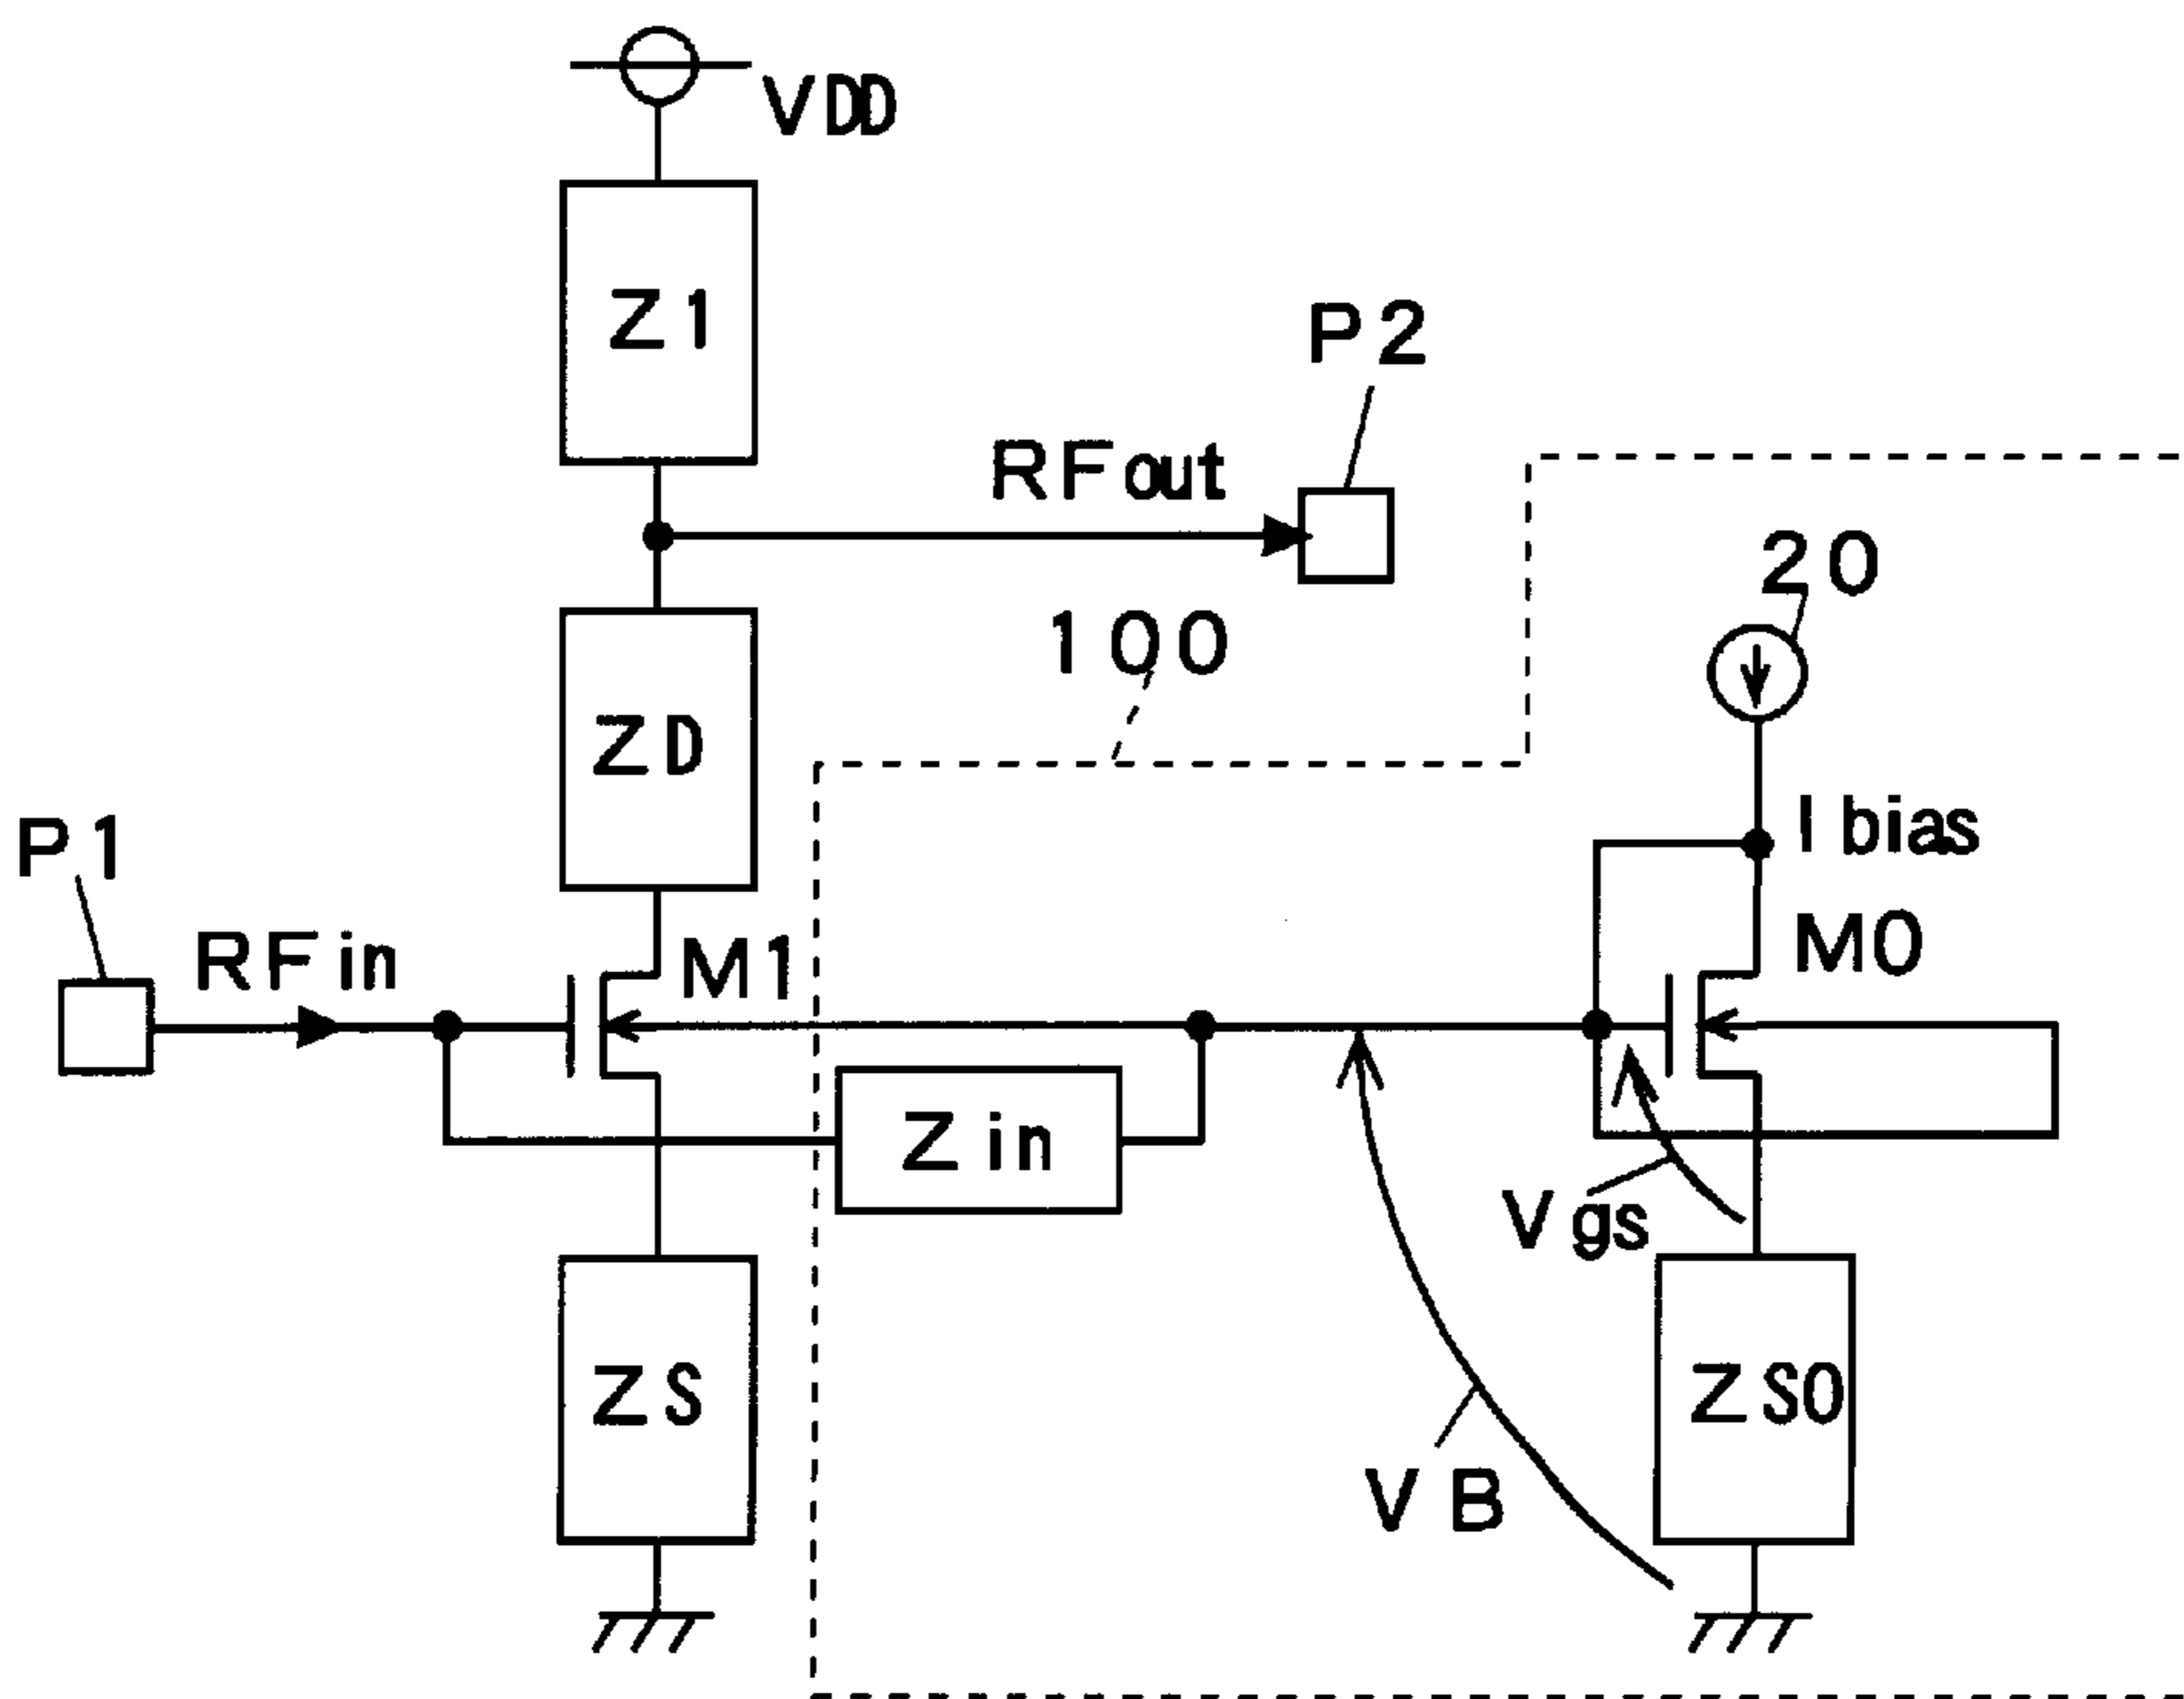 VDD
Z1
P2
RFout
20
100
ZD
Ibias
P1
M0
RFin
M1
Zin
Vgs
ZS
ZS0
VB